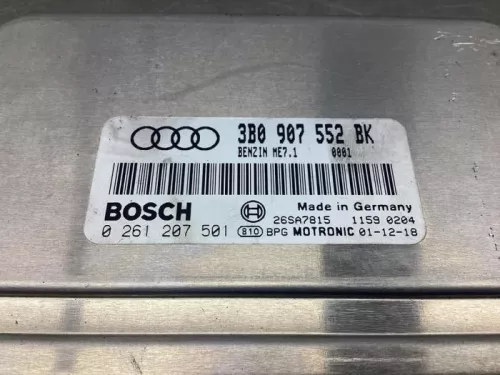 3B0 907 552 BK
BENZIN ME7.1 0001
Made in Germany
BOSCH 26SA7815 1159 0204
0 261 207 501 810 BPG MOTRONIC 01-12-18